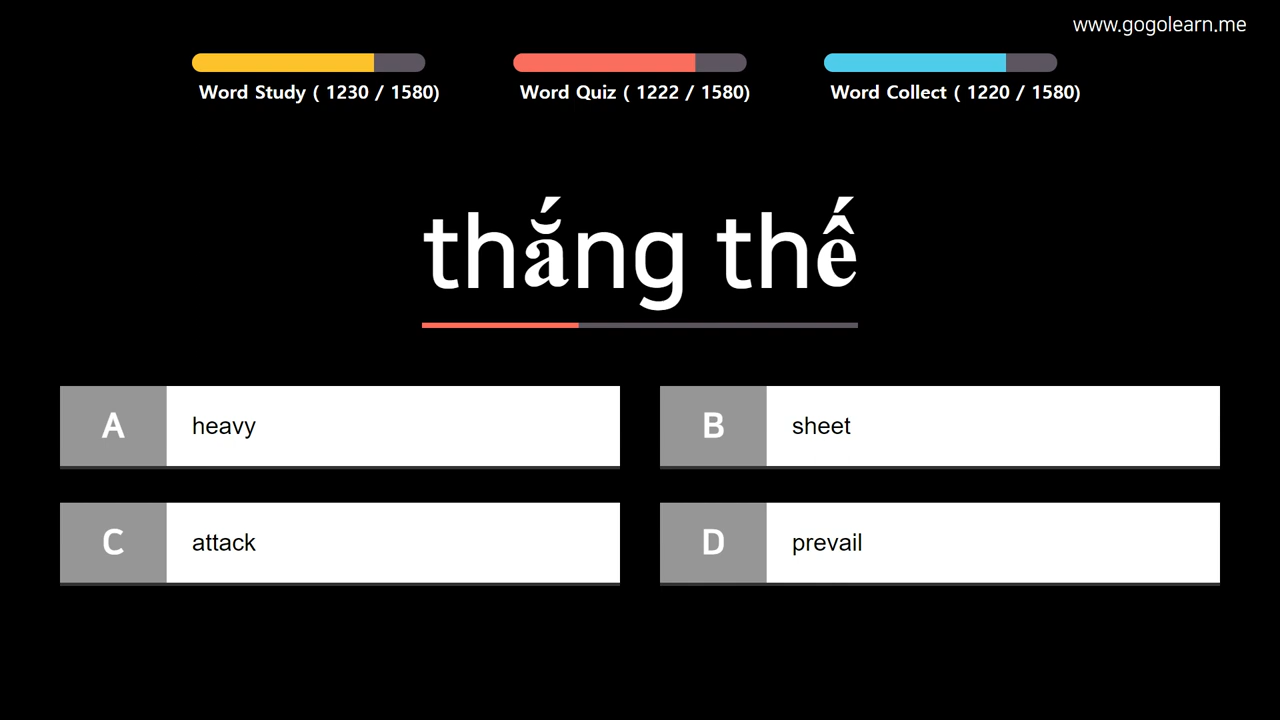 www.gogolearn.me
Word Study ( 1230 / 1580)
Word Quiz ( 1222 / 1580)
Word Collect ( 1220 / 1580)
thắng thế
A heavy
B sheet
C attack
D prevail